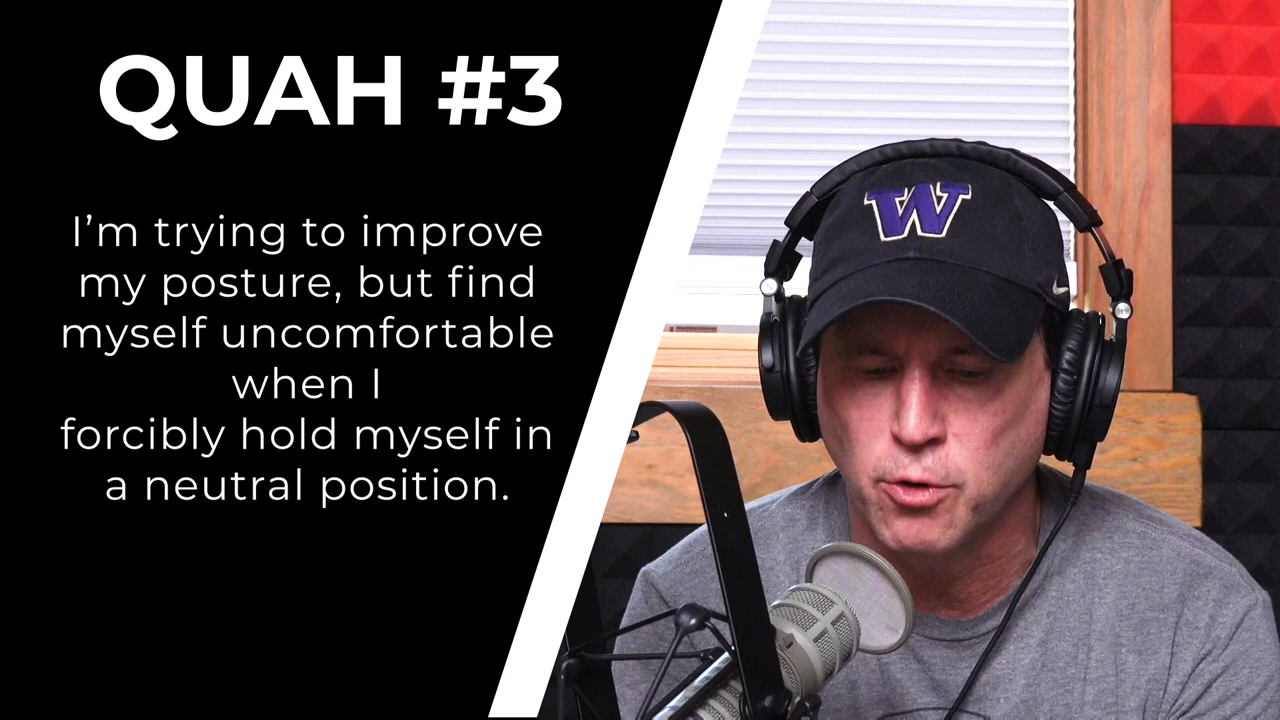 QUAH #3
I’m trying to improve
my posture, but find
myself uncomfortable
when I
forcibly hold myself in
a neutral position.
W